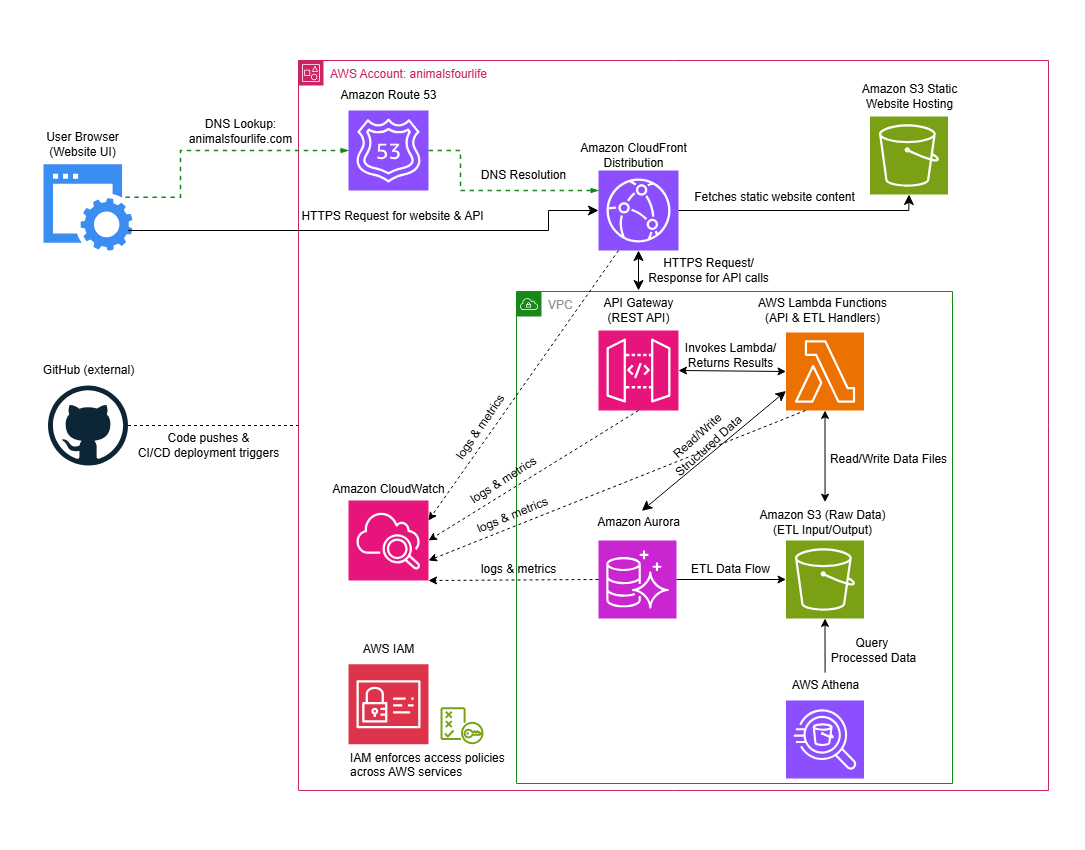 AWS Account: animalsfourlife
Amazon Route 53
Amazon S3 Static
Website Hosting
DNS Lookup:
animalsfourlife.com
User Browser
(Website UI)
53
Amazon CloudFront
Distribution
DNS Resolution
Fetches static website content
HTTPS Request for website & API
HTTPS Request/
Response for API calls
VPC
API Gateway
(REST API)
AWS Lambda Functions
(API & ETL Handlers)
Invokes Lambda/
Returns Results
</>
GitHub (external)
Code pushes &
CI/CD deployment triggers
logs & metrics
Read/Write
Structured Data
Read/Write Data Files
logs & metrics
Amazon CloudWatch
logs & metrics
Amazon Aurora
Amazon S3 (Raw Data)
(ETL Input/Output)
logs & metrics
ETL Data Flow
Query
Processed Data
AWS IAM
AWS Athena
IAM enforces access policies
across AWS services